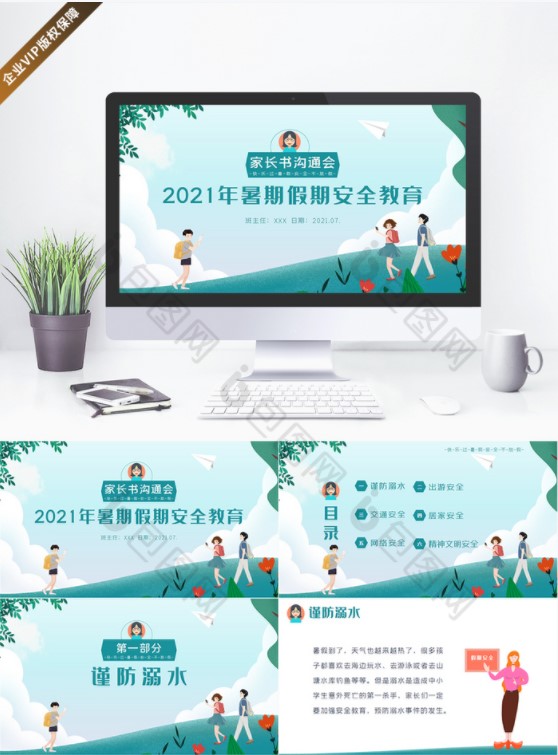 企业VIP版权保障
家长书沟通会
2021年暑期假期安全教育
班主任：XXX 日期：2021.07.
家长书沟通会
2021年暑期假期安全教育
班主任：XXX 日期：2021.07.
目录
一 谨防溺水 二 出游安全
三 交通安全 四 居家安全
五 网络安全 六 精神文明安全
第一部分
谨防溺水
谨防溺水
暑假到了，天气也越来越热了，很多孩
子都喜欢去海边玩水、去游泳或者去山
塘水库钓鱼等等。但是溺水是造成中小
学生意外死亡的第一杀手，家长们一定
要加强安全教育，预防溺水事件的发生。
包图网